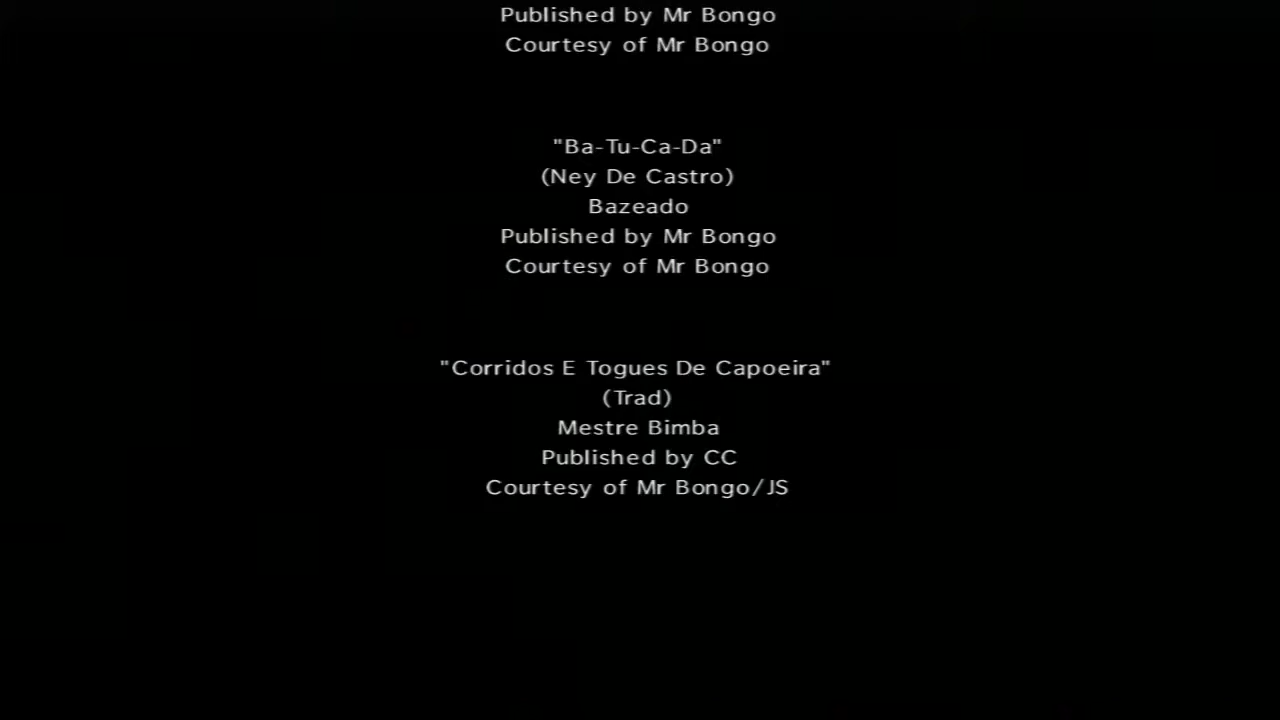 Published by Mr Bongo
Courtesy of Mr Bongo
"Ba-Tu-Ca-Da"
(Ney De Castro)
Bazeado
Published by Mr Bongo
Courtesy of Mr Bongo
"Corridos E Togues De Capoeira"
(Trad)
Mestre Bimba
Published by CC
Courtesy of Mr Bongo/JS